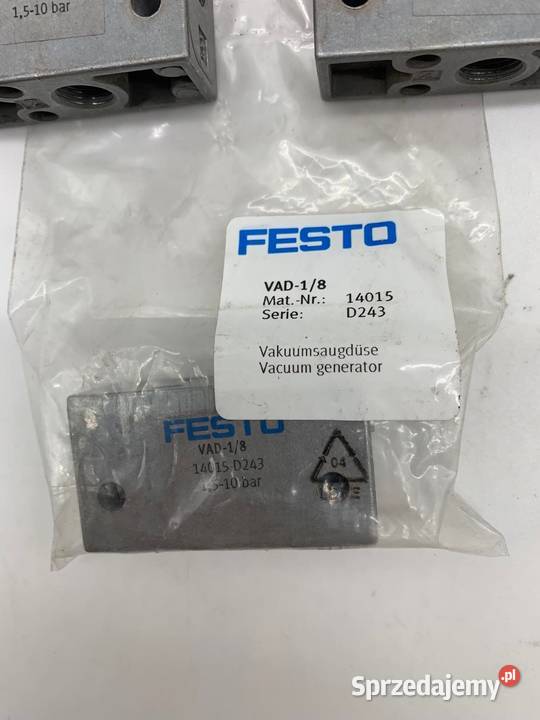 1,5-10 bar
FESTO
VAD-1/8
Mat.-Nr.: 14015
Serie: D243
Vakuumsaugdüse
Vacuum generator
FESTO
VAD-1/8
14015 D243
1,5-10 bar
04
Sprzedajemy.pl